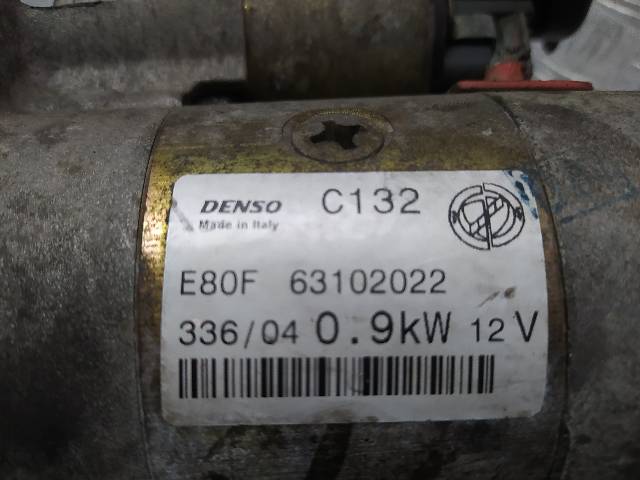 DENSO C132
Made in Italy
E80F 63102022
336/04 0.9kW 12 V